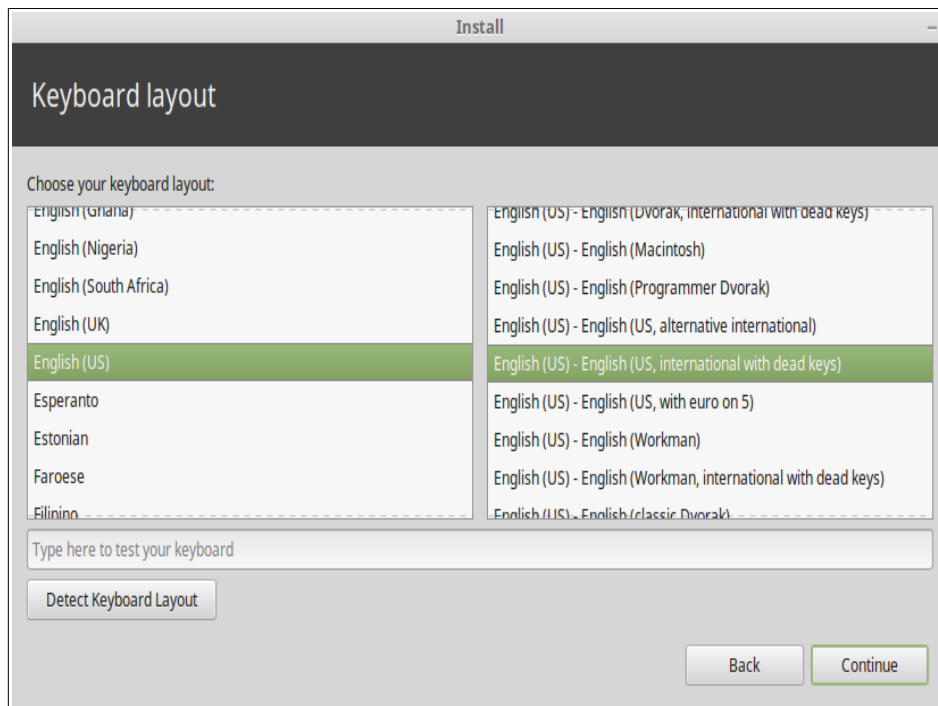 Install
Keyboard layout
Choose your keyboard layout:
English (Ghana)
English (Nigeria)
English (South Africa)
English (UK)
English (US)
Esperanto
Estonian
Faroese
Filipino
English (US) - English (Dvorak, international with dead keys)
English (US) - English (Macintosh)
English (US) - English (Programmer Dvorak)
English (US) - English (US, alternative international)
English (US) - English (US, international with dead keys)
English (US) - English (US, with euro on 5)
English (US) - English (Workman)
English (US) - English (Workman, international with dead keys)
English (US) - English (classic Dvorak)
Type here to test your keyboard
Detect Keyboard Layout
Back
Continue